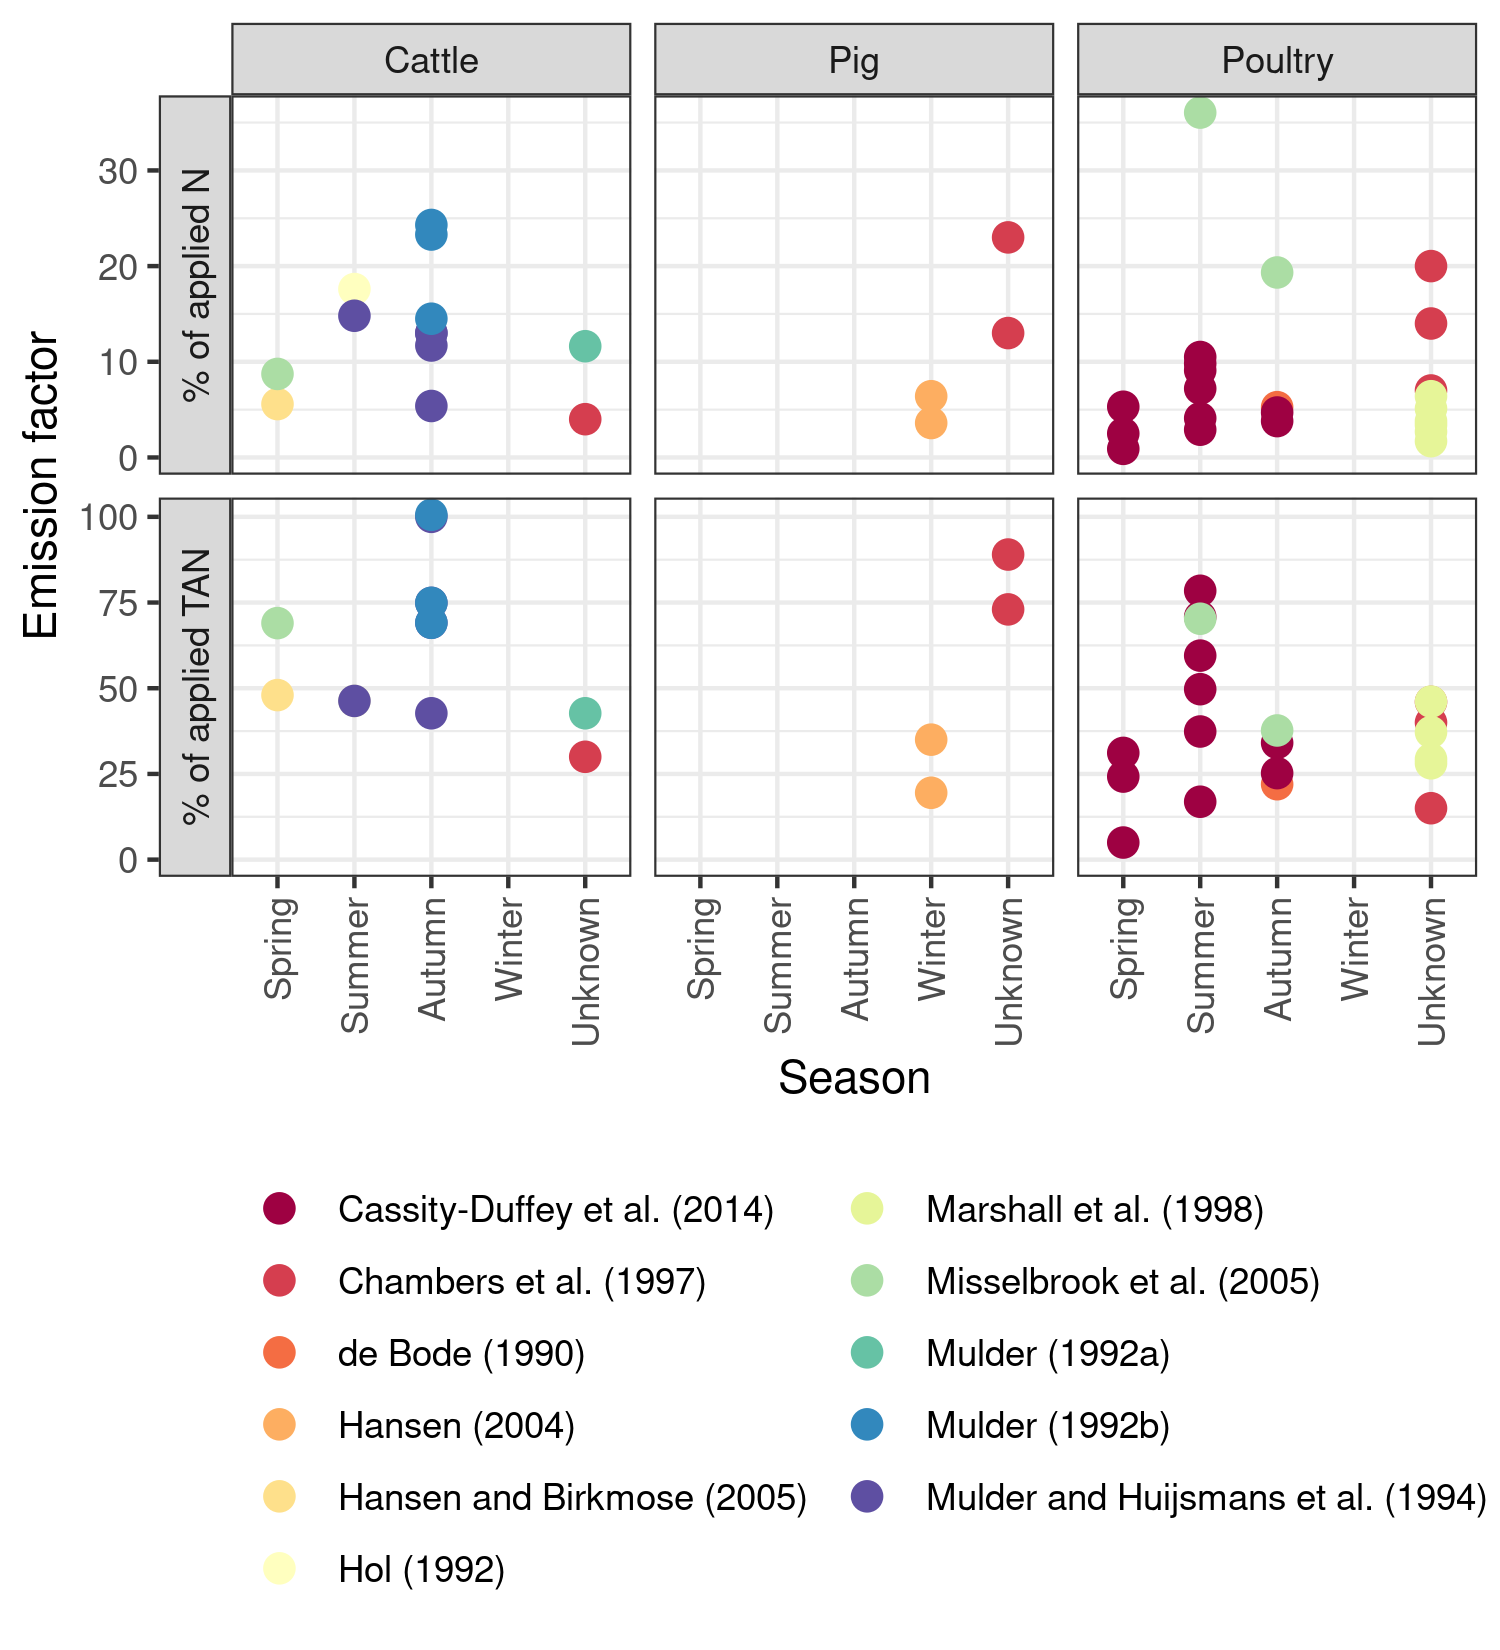 Cattle
Pig
Poultry
Emission factor
% of applied N
30
20
10
0
% of applied TAN
100
75
50
25
0
Spring
Summer
Autumn
Winter
Unknown
Spring
Summer
Autumn
Winter
Unknown
Spring
Summer
Autumn
Winter
Unknown
Season
Cassity-Duffey et al. (2014)
Chambers et al. (1997)
de Bode (1990)
Hansen (2004)
Hansen and Birkmose (2005)
Hol (1992)
Marshall et al. (1998)
Misselbrook et al. (2005)
Mulder (1992a)
Mulder (1992b)
Mulder and Huijsmans et al. (1994)